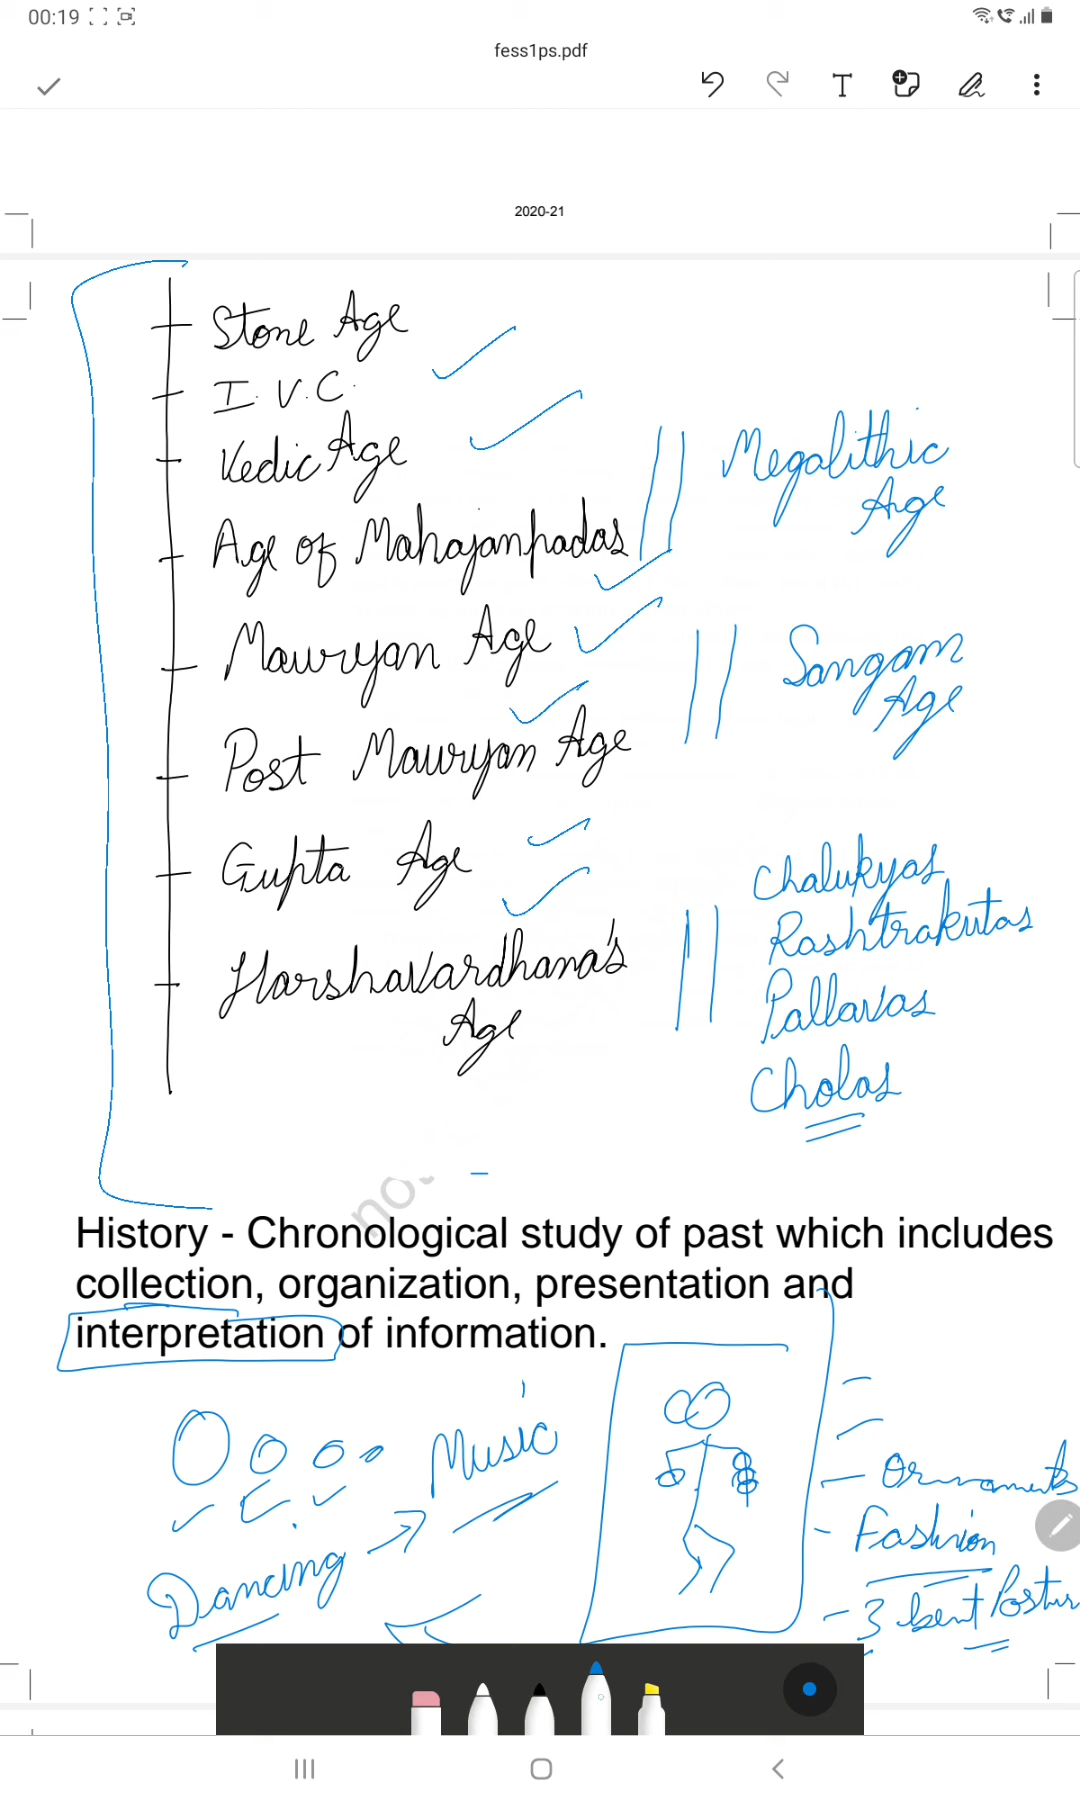 00:19
fess1ps.pdf
T
2020-21
Stone Age
I.V.C.
Vedic Age
Megalithic
Age
Age of Mahajanpadas
Mauryan Age
Sangam
Age
Post Mauryan Age
Gupta Age
Chalukyas
Rashtrakutas
Harshavardhana's
Age
Pallavas
Cholas
no
History - Chronological study of past which includes
collection, organization, presentation and
interpretation of information.
Music
Ornaments
Fashion
Dancing
3 bent Postur